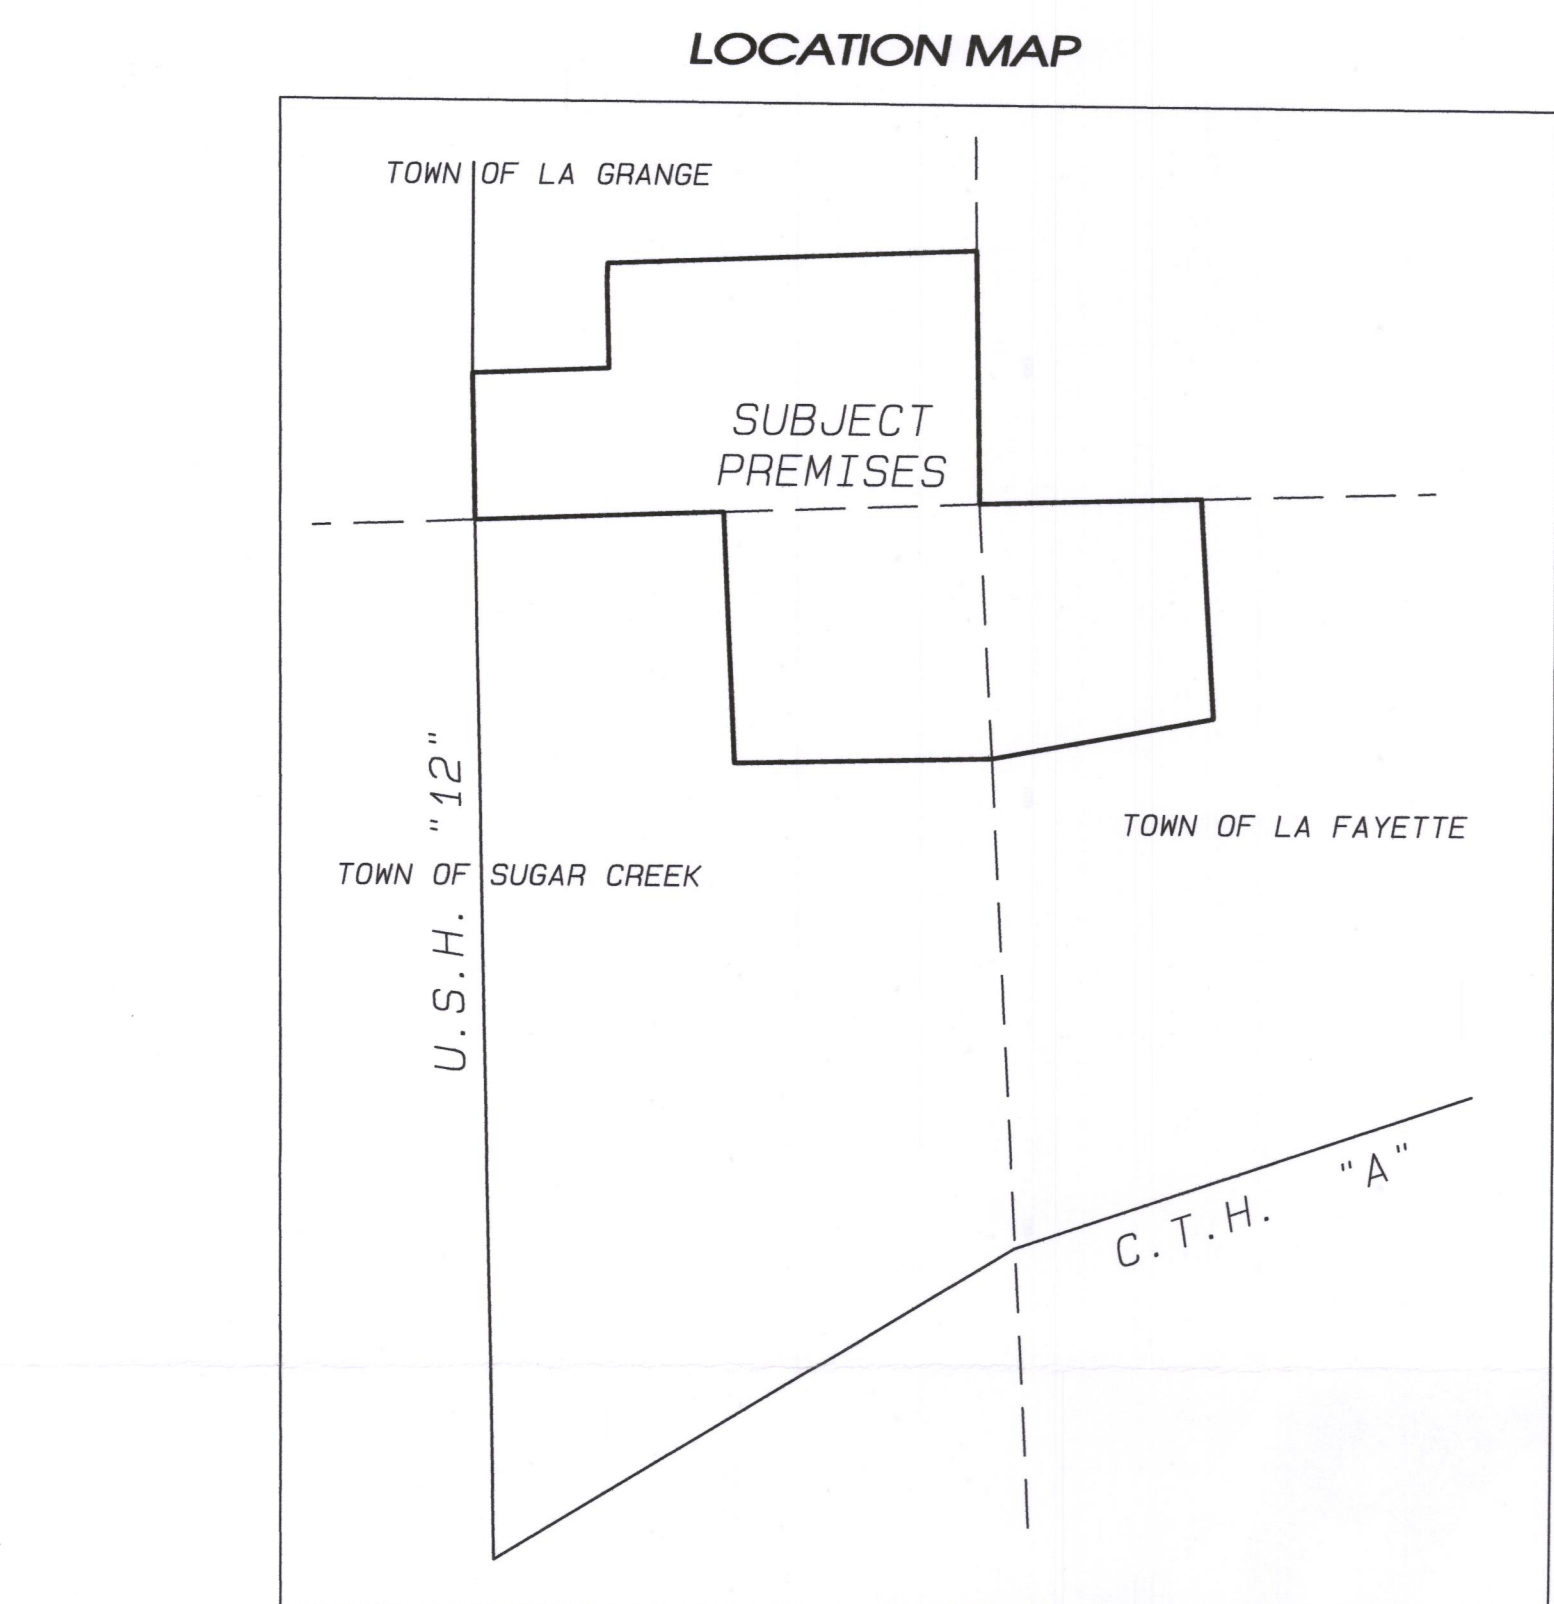 LOCATION MAP
TOWN OF LA GRANGE
SUBJECT
PREMISES
TOWN OF LA FAYETTE
TOWN OF SUGAR CREEK
U.S.H. "12"
C.T.H. "A"